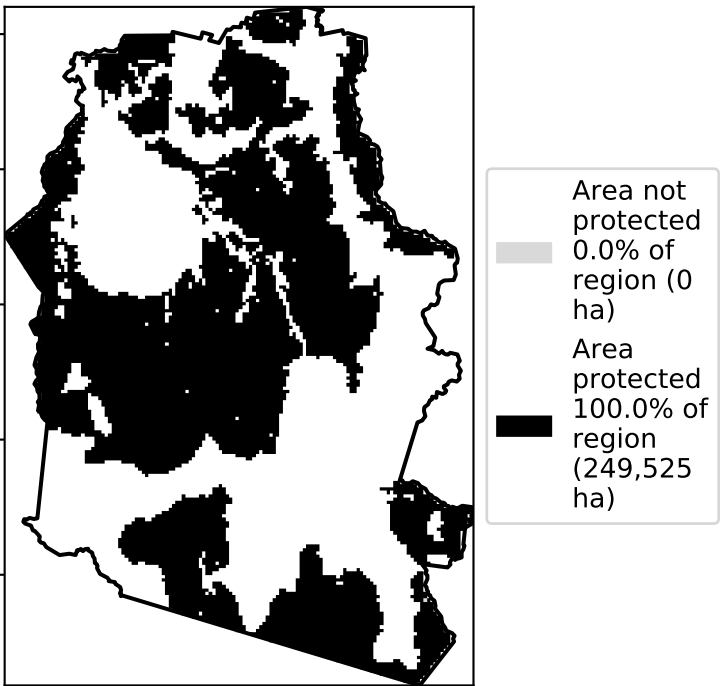 Area not
protected
0.0% of
region (0
ha)
Area
protected
100.0% of
region
(249,525
ha)